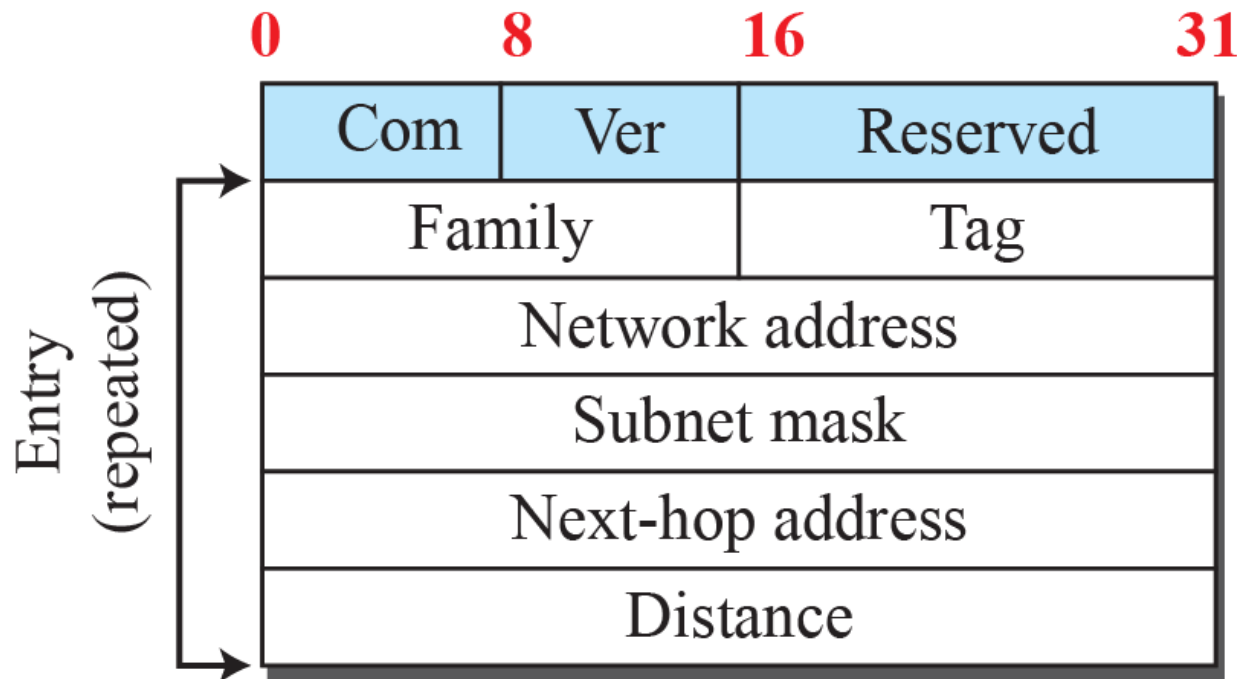 0 8 16 31
Com Ver Reserved
Family Tag
Network address
Subnet mask
Next-hop address
Distance
Entry
(repeated)